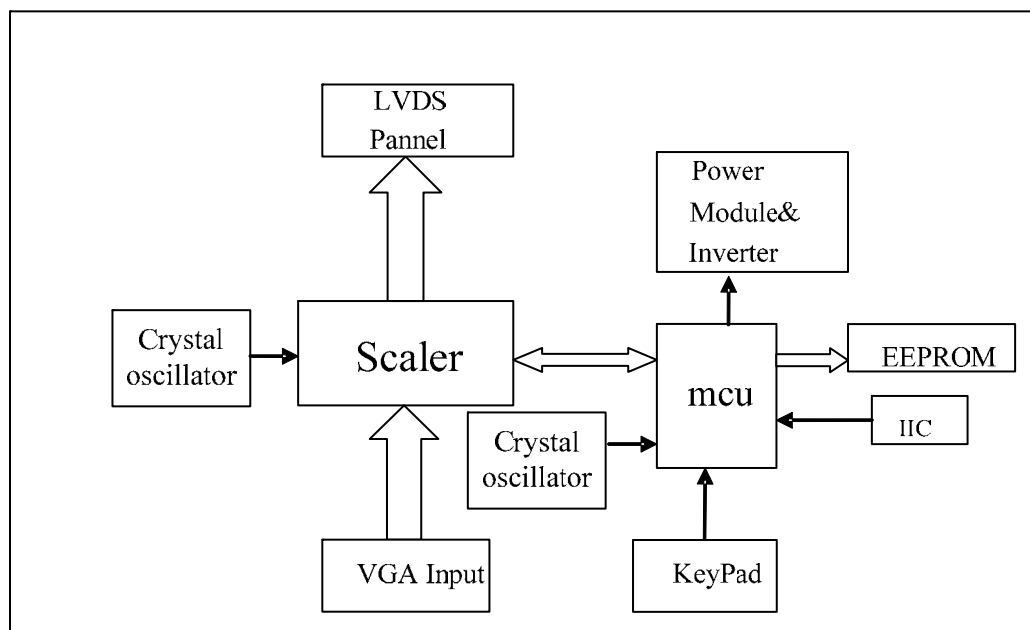 LVDS
Pannel
Power
Module&
Inverter
Crystal
oscillator
Scaler
mcu
EEPROM
IIC
Crystal
oscillator
VGA Input
KeyPad